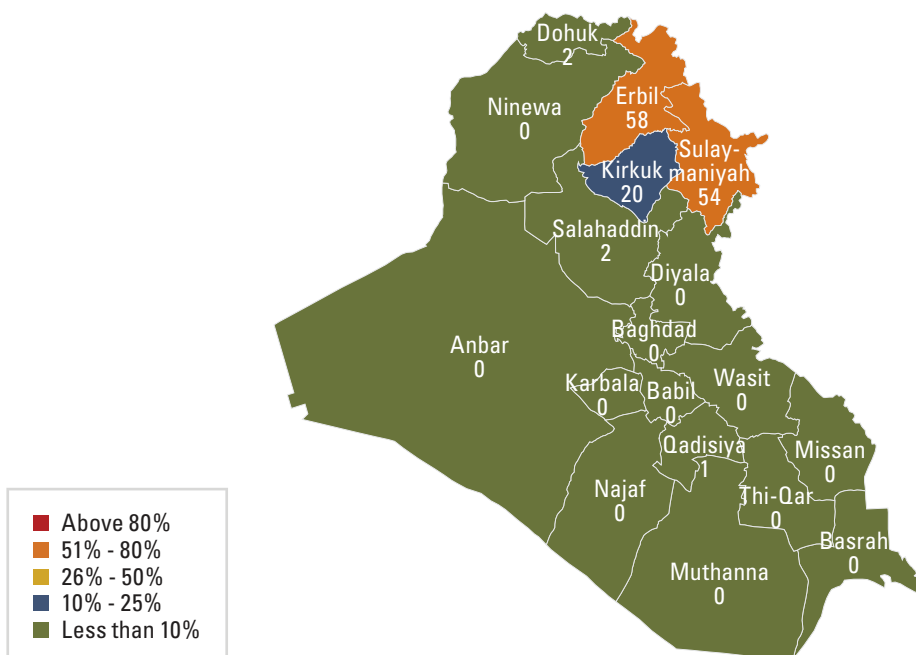 Dohuk
2
Ninewa
0
Erbil
58
Sulay-
maniyah
54
Kirkuk
20
Salahaddin
2
Diyala
0
Baghdad
0
Anbar
0
Karbala
0
Babil
0
Wasit
0
Qadisiya
1
Missan
0
Najaf
0
Thi-Qar
0
Basrah
0
Muthanna
0
Above 80%
51% - 80%
26% - 50%
10% - 25%
Less than 10%